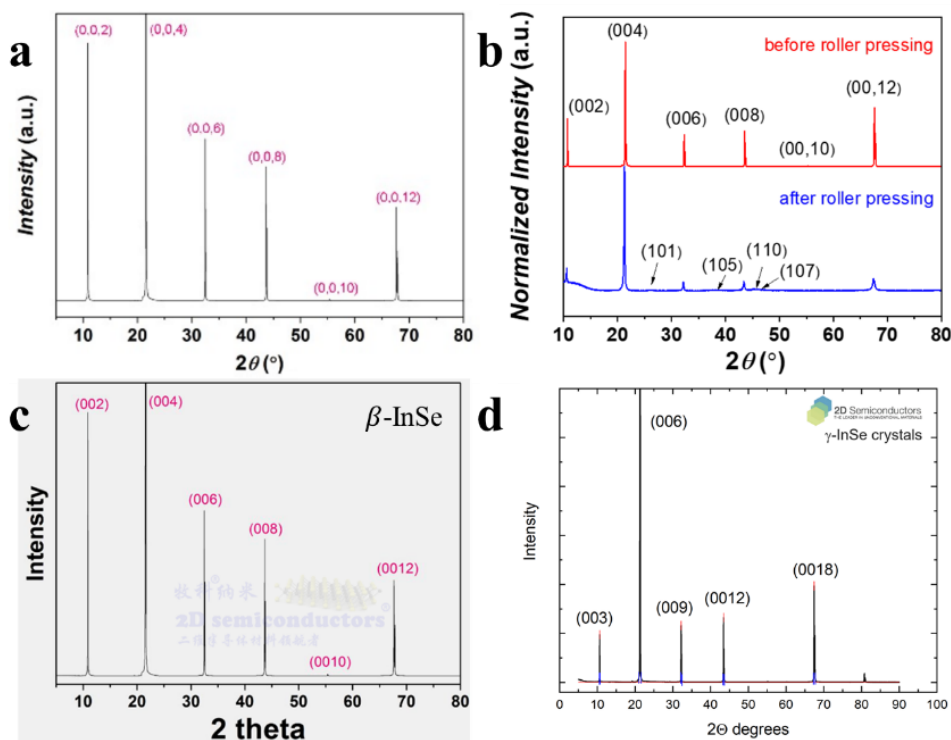 a
(0,0,2)
(0,0,4)
(0,0,6)
(0,0,8)
(0,0,10)
(0,0,12)
Intensity (a.u.)
10 20 30 40 50 60 70 80
2θ (°)
b
(004)
before roller pressing
(002)
(006)
(008)
(00,10)
(00,12)
after roller pressing
(101)
(105)
(110)
(107)
Normalized Intensity (a.u.)
10 20 30 40 50 60 70 80
2θ (°)
c
(002)
(004)
β-InSe
(006)
(008)
(0010)
(0012)
2D semiconductors
Intensity
10 20 30 40 50 60 70 80
2 theta
d
2D Semiconductors
γ-InSe crystals
(006)
(003)
(009)
(0012)
(0018)
Intensity
0 10 20 30 40 50 60 70 80 90 100
2Θ degrees